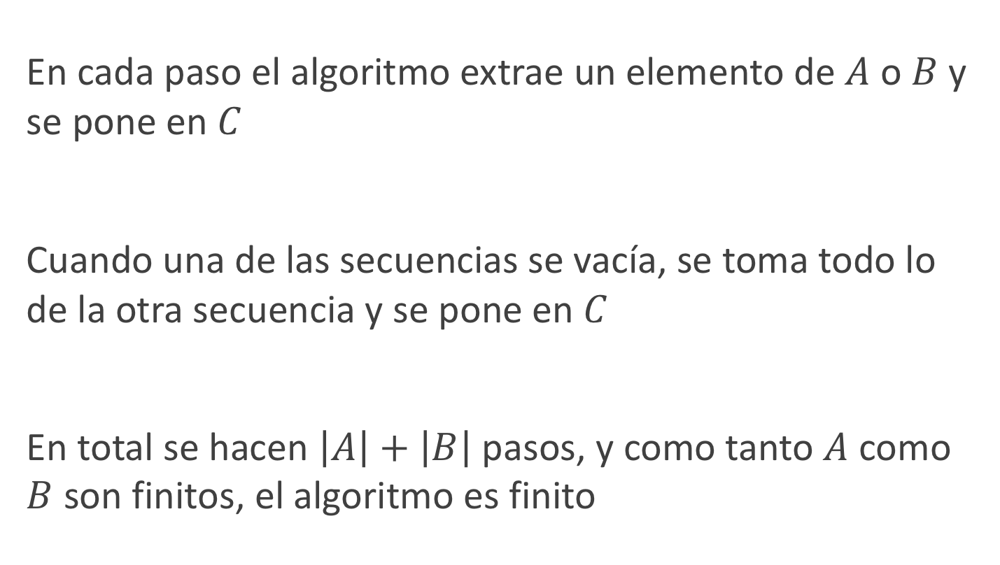 En cada paso el algoritmo extrae un elemento de A o B y
se pone en C
Cuando una de las secuencias se vacía, se toma todo lo
de la otra secuencia y se pone en C
En total se hacen |A| + |B| pasos, y como tanto A como
B son finitos, el algoritmo es finito